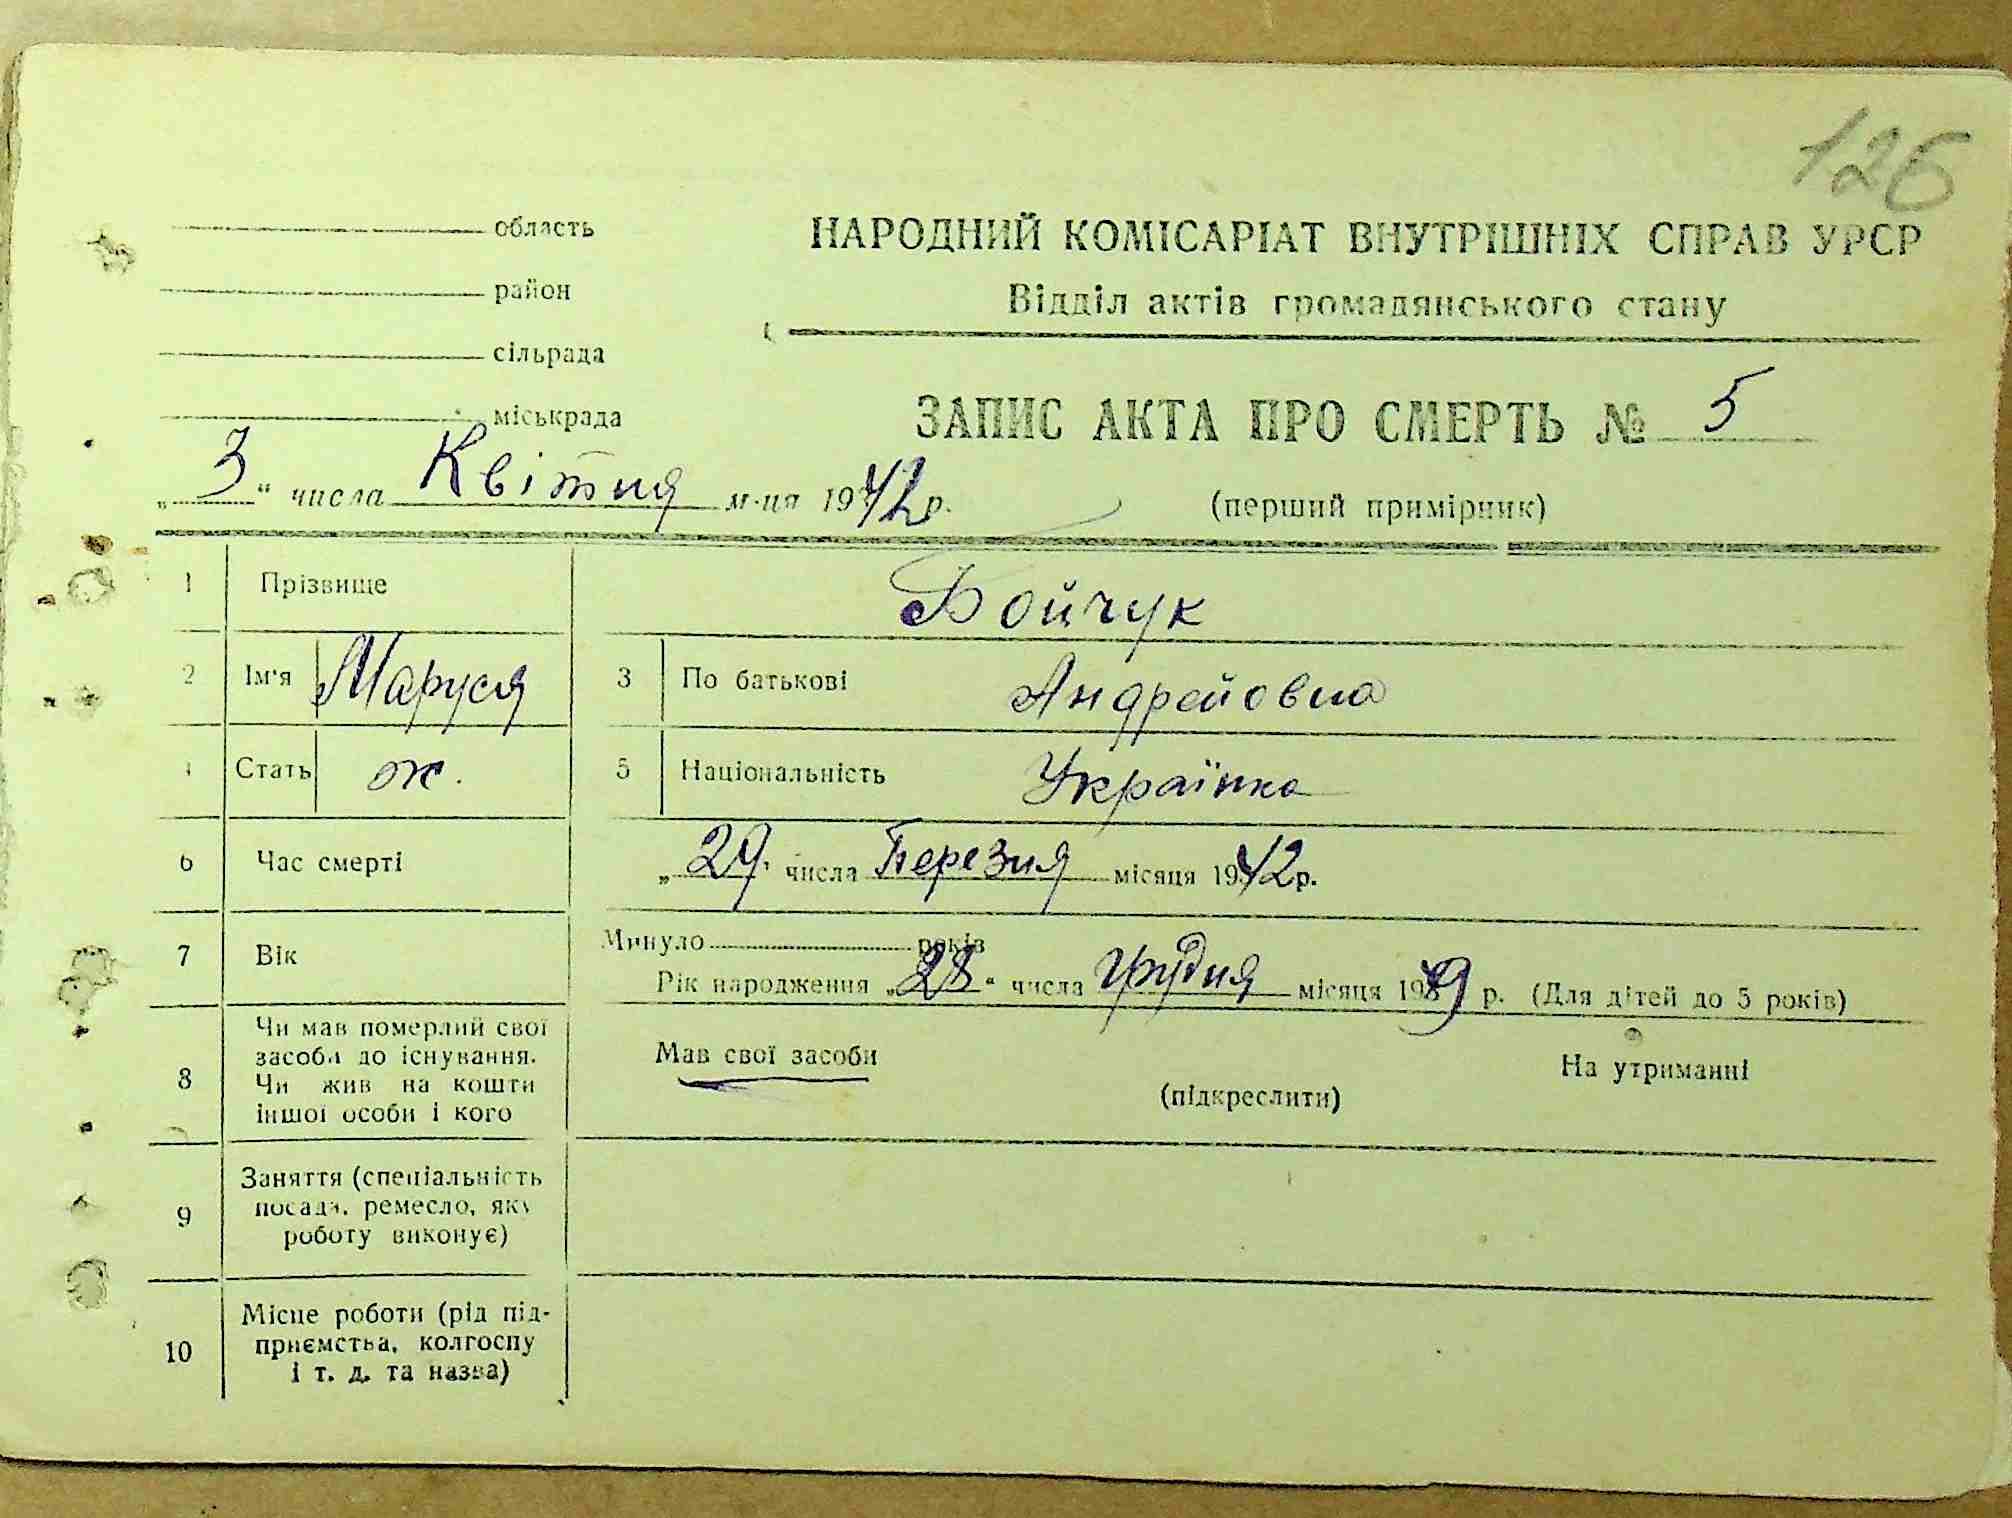 126
область
район
сільрада
міськрада
НАРОДНИЙ КОМІСАРІАТ ВНУТРІШНІХ СПРАВ УРСР
Відділ актів громадянського стану
ЗАПИС АКТА ПРО СМЕРТЬ № 5
(перший примірник)
„3“ числа Квітня м-ця 1942р.
1 Прізвище Бойчук
2 Ім'я Маруся 3 По батькові Андрейовна
4 Стать ж. 5 Національність Українка
6 Час смерті „29“ числа Березня місяця 1942р.
7 Вік Минуло років
Рік народження „28“ числа грудня місяця 19 9 р. (Для дітей до 5 років)
8 Чи мав померлий свої засоби до існування. Чи жив на кошти іншої особи і кого
Мав свої засоби
(підкреслити)
На утриманні
9 Заняття (спеціальність посада, ремесло, яку роботу виконує)
10 Місце роботи (рід підприємства, колгоспу і т. д. та назва)